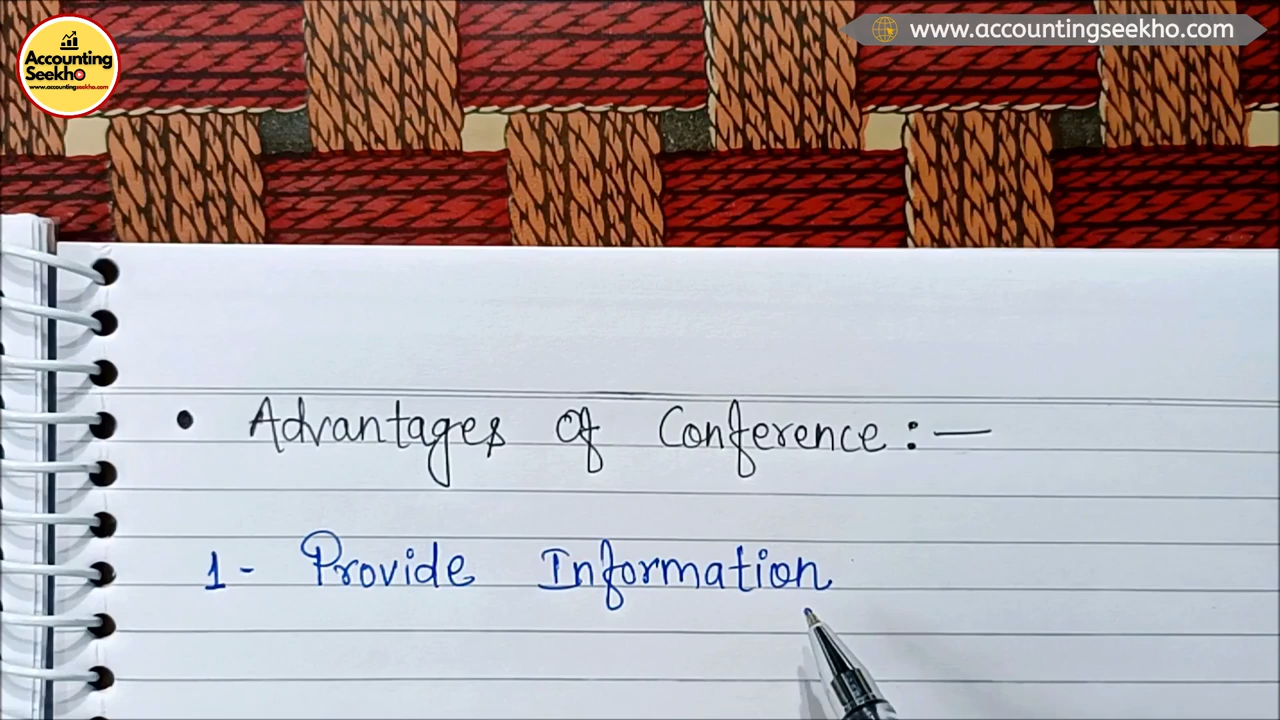 Accounting
Seekho
www.accountingseekho.com
www.accountingseekho.com
• Advantages Of Conference :—
1- Provide Information